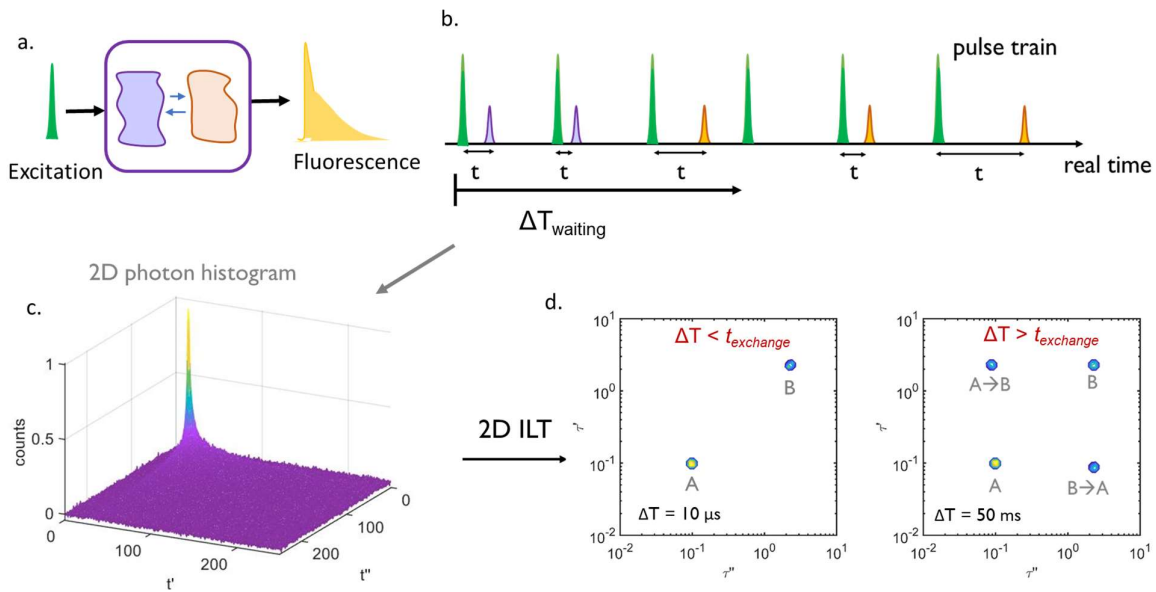 a.
Excitation
Fluorescence
b.
pulse train
t
t
t
t
t
real time
ΔT_waiting
2D photon histogram
c.
counts
1
0.5
0
0
100
200
t'
0
100
200
t''
2D ILT
d.
ΔT < t_exchange
10^1
10^0
10^-1
10^-2
τ'
B
A
ΔT = 10 μs
10^-2
10^-1
10^0
10^1
τ''
ΔT > t_exchange
10^1
10^0
10^-1
10^-2
τ'
A→B
B
A
B→A
ΔT = 50 ms
10^-2
10^-1
10^0
10^1
τ''